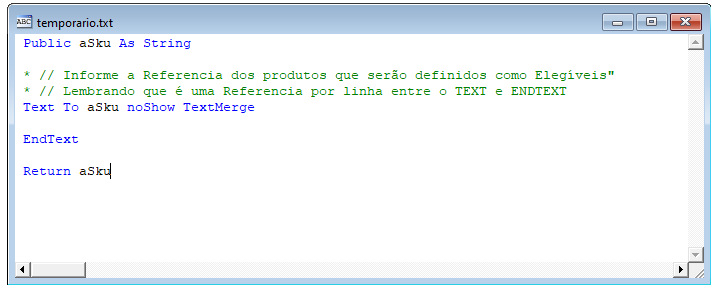 temporario.txt
Public aSku As String
* // Informe a Referencia dos produtos que serão definidos como Elegíveis"
* // Lembrando que é uma Referencia por linha entre o TEXT e ENDTEXT
Text To aSku noShow TextMerge
EndText
Return aSku